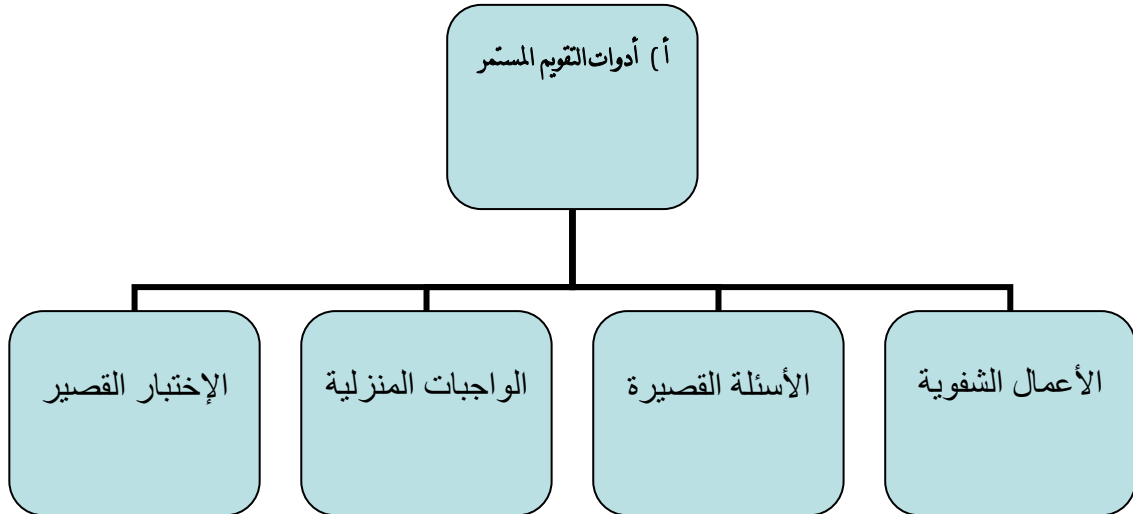 أ ) أدوات التقويم المستمر
الأعمال الشفوية
الأسئلة القصيرة
الواجبات المنزلية
الإختبار القصير